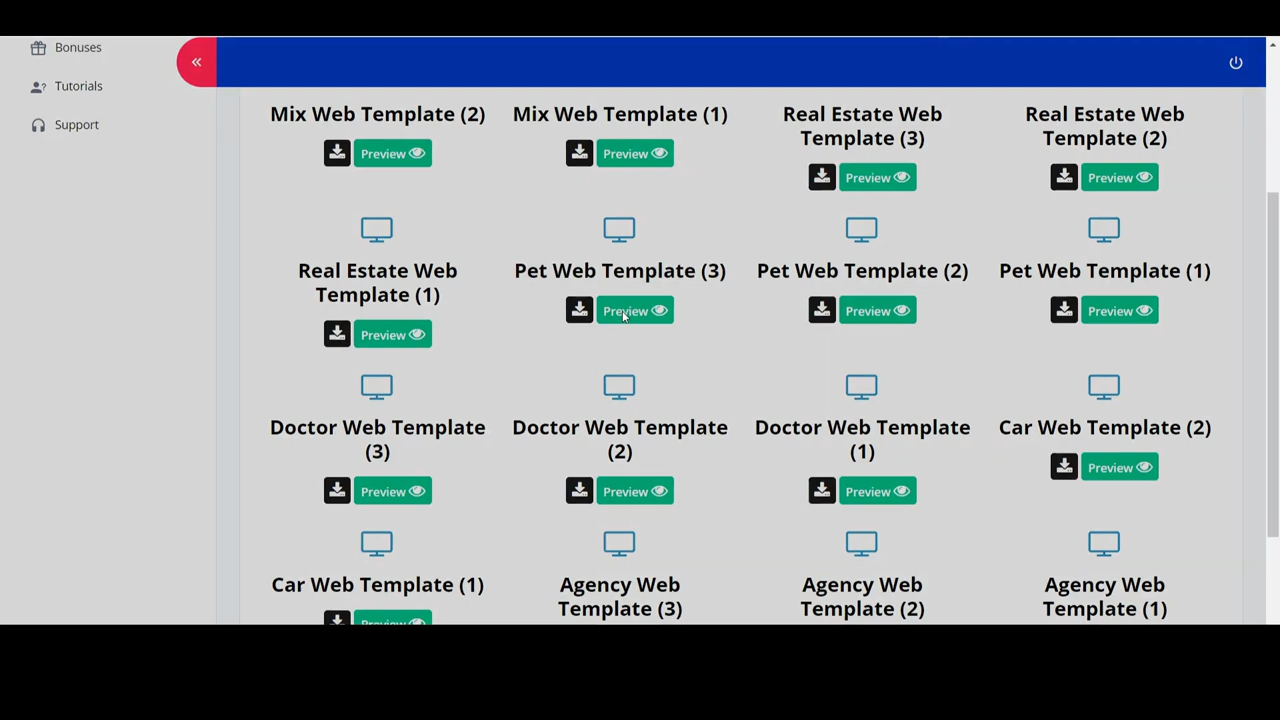 Bonuses
Tutorials
Support
Mix Web Template (2)
Mix Web Template (1)
Real Estate Web
Template (3)
Real Estate Web
Template (2)
Preview
Preview
Preview
Preview
Real Estate Web
Template (1)
Pet Web Template (3)
Pet Web Template (2)
Pet Web Template (1)
Preview
Preview
Preview
Preview
Doctor Web Template
(3)
Doctor Web Template
(2)
Doctor Web Template
(1)
Car Web Template (2)
Preview
Preview
Preview
Preview
Car Web Template (1)
Agency Web
Template (3)
Agency Web
Template (2)
Agency Web
Template (1)
Preview